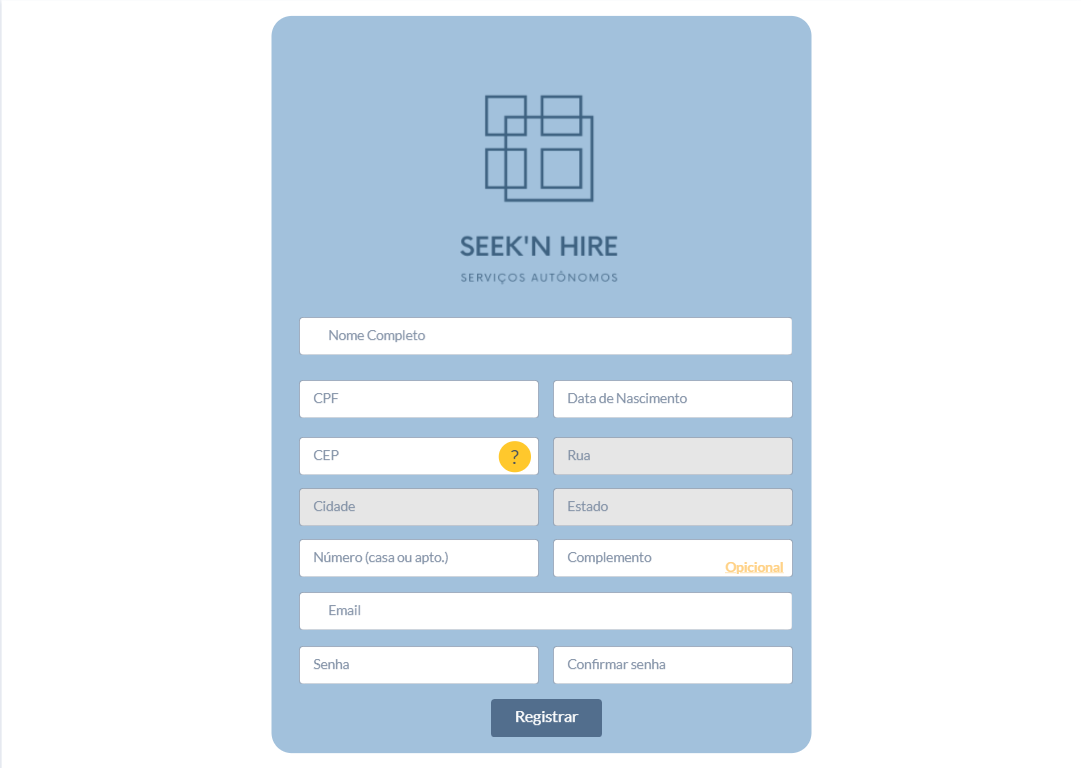 SEEK'N HIRE
SERVIÇOS AUTÔNOMOS
Nome Completo
CPF
Data de Nascimento
CEP
?
Rua
Cidade
Estado
Número (casa ou apto.)
Complemento
Opicional
Email
Senha
Confirmar senha
Registrar